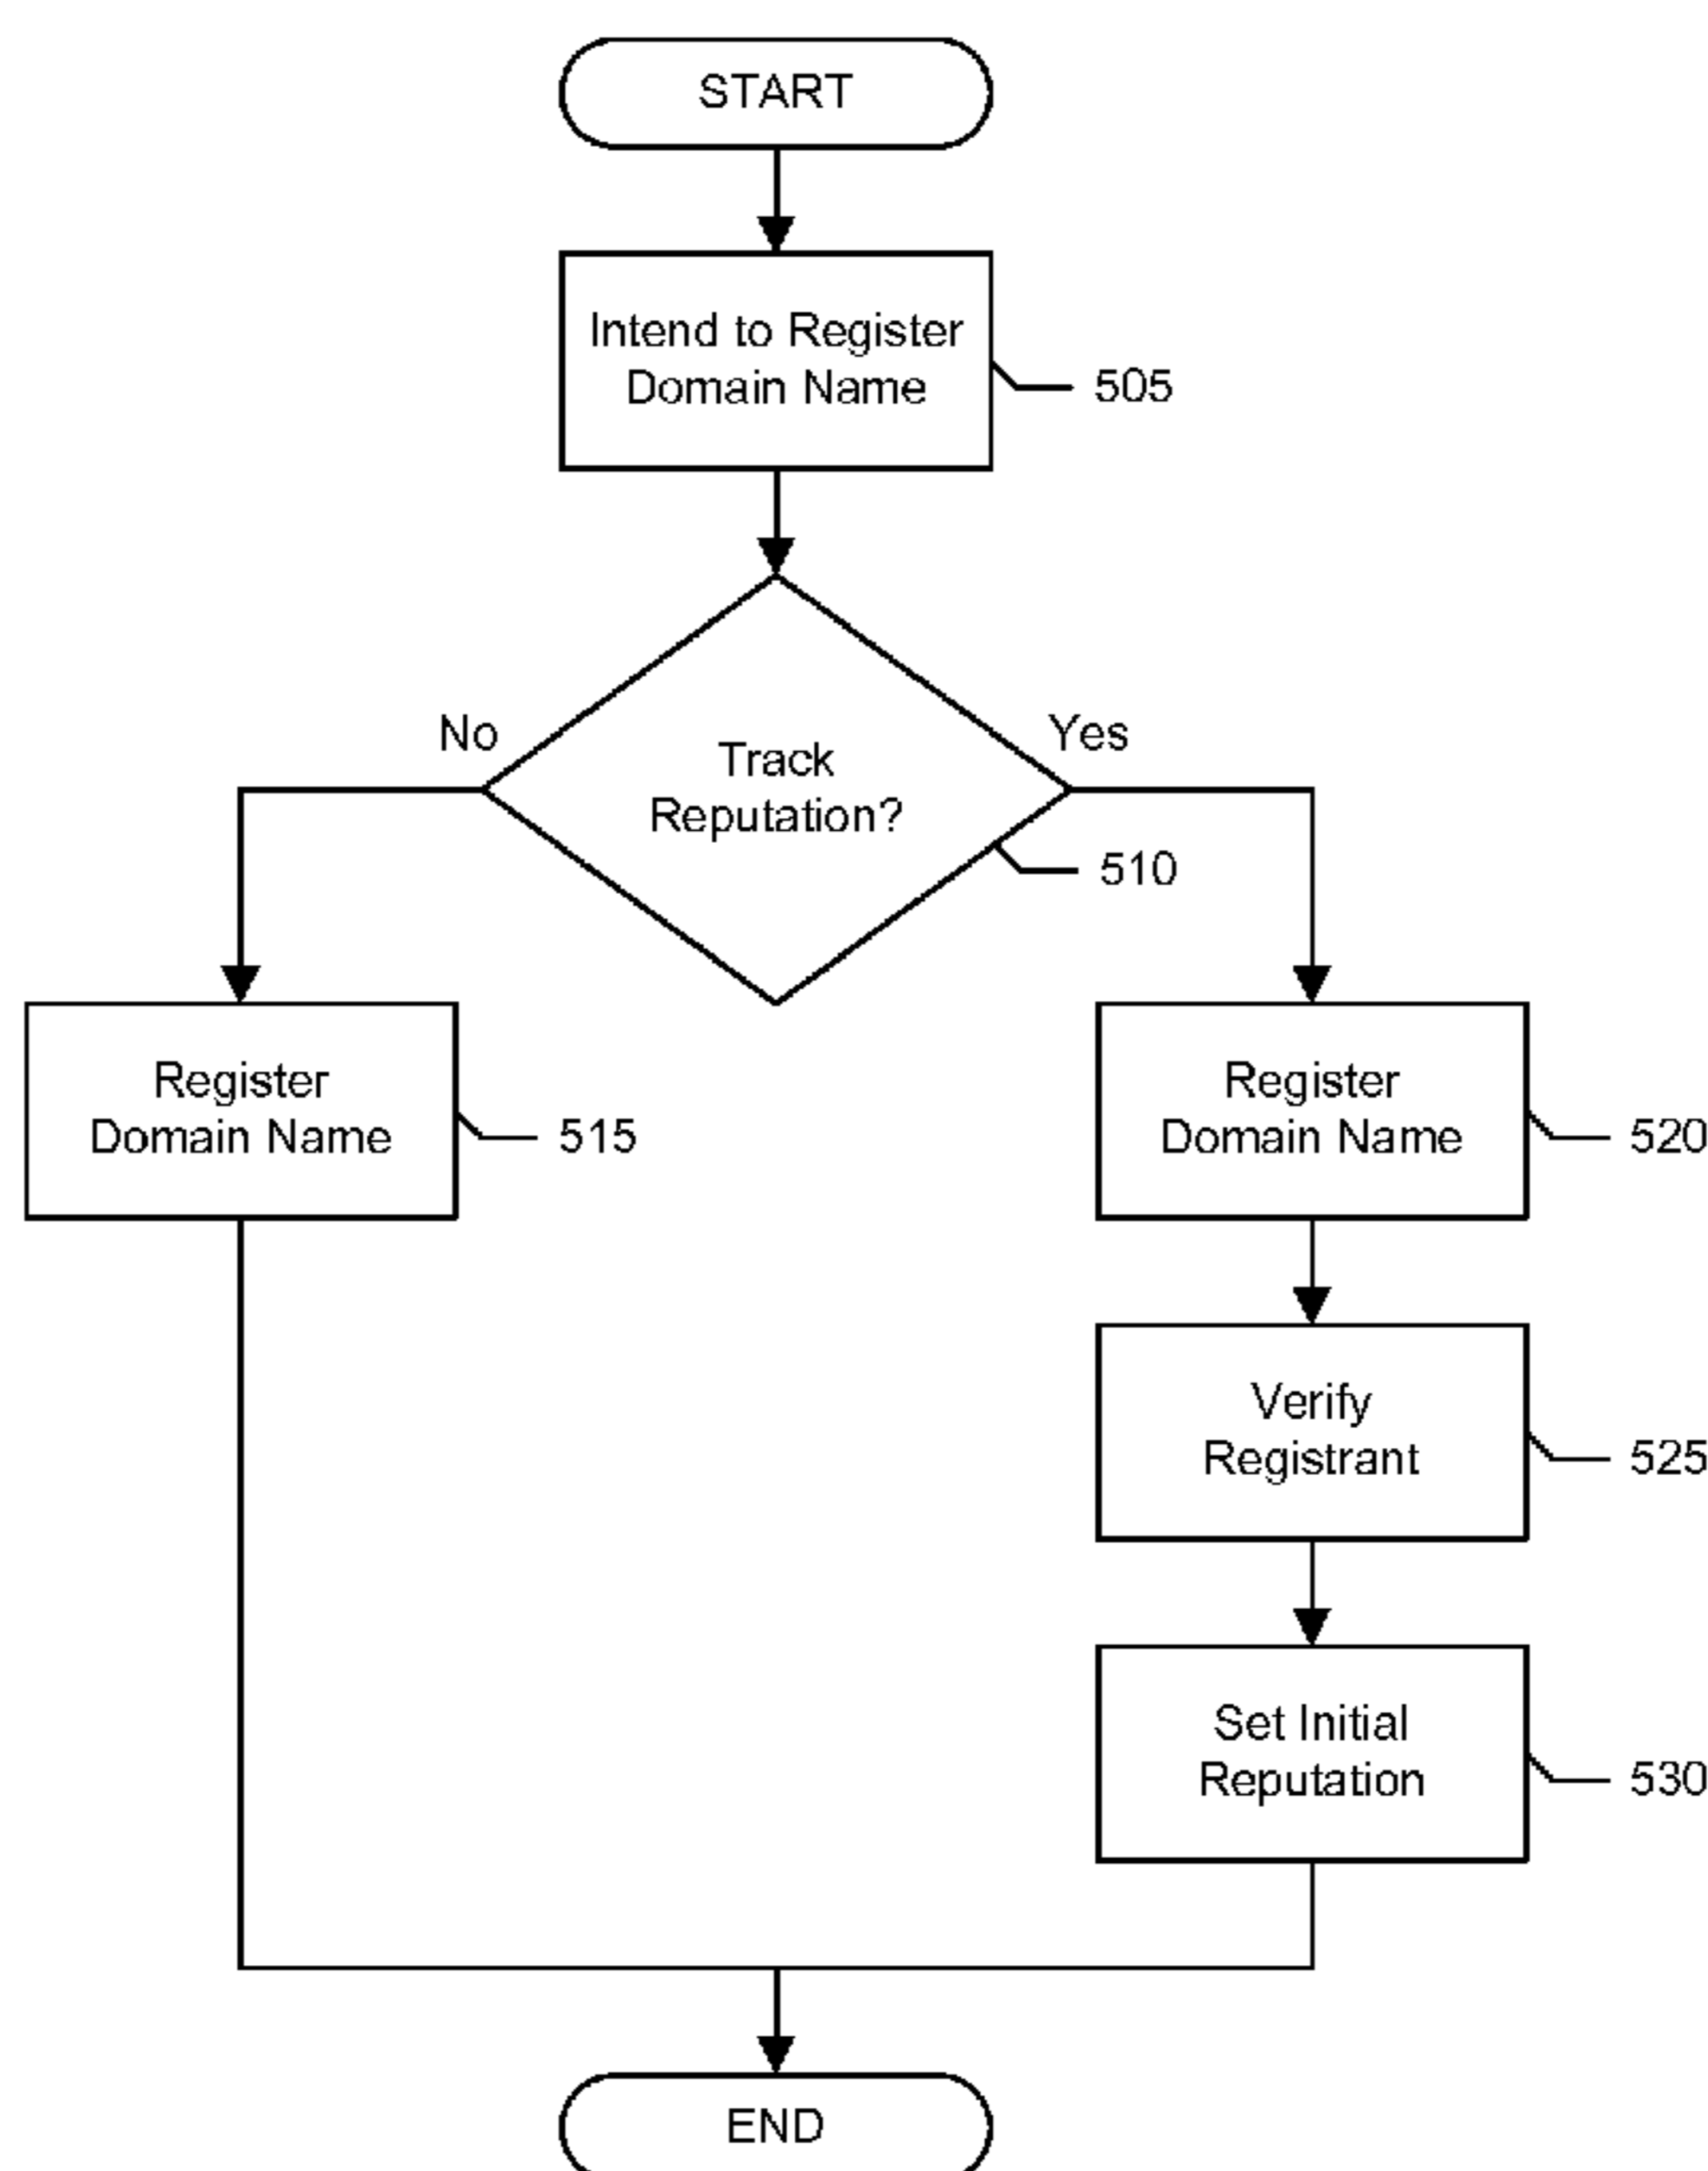 START
Intend to Register
Domain Name
505
No
Yes
Track
Reputation?
510
Register
Domain Name
515
Register
Domain Name
520
Verify
Registrant
525
Set Initial
Reputation
530
END